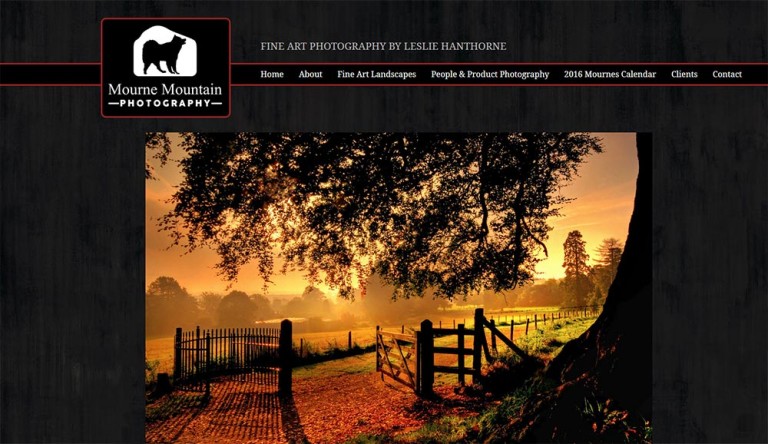 FINE ART PHOTOGRAPHY BY LESLIE HANTHORNE
Mourne Mountain
PHOTOGRAPHY
Home About Fine Art Landscapes People & Product Photography 2016 Mournes Calendar Clients Contact